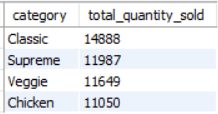 category total_quantity_sold
Classic 14888
Supreme 11987
Veggie 11649
Chicken 11050